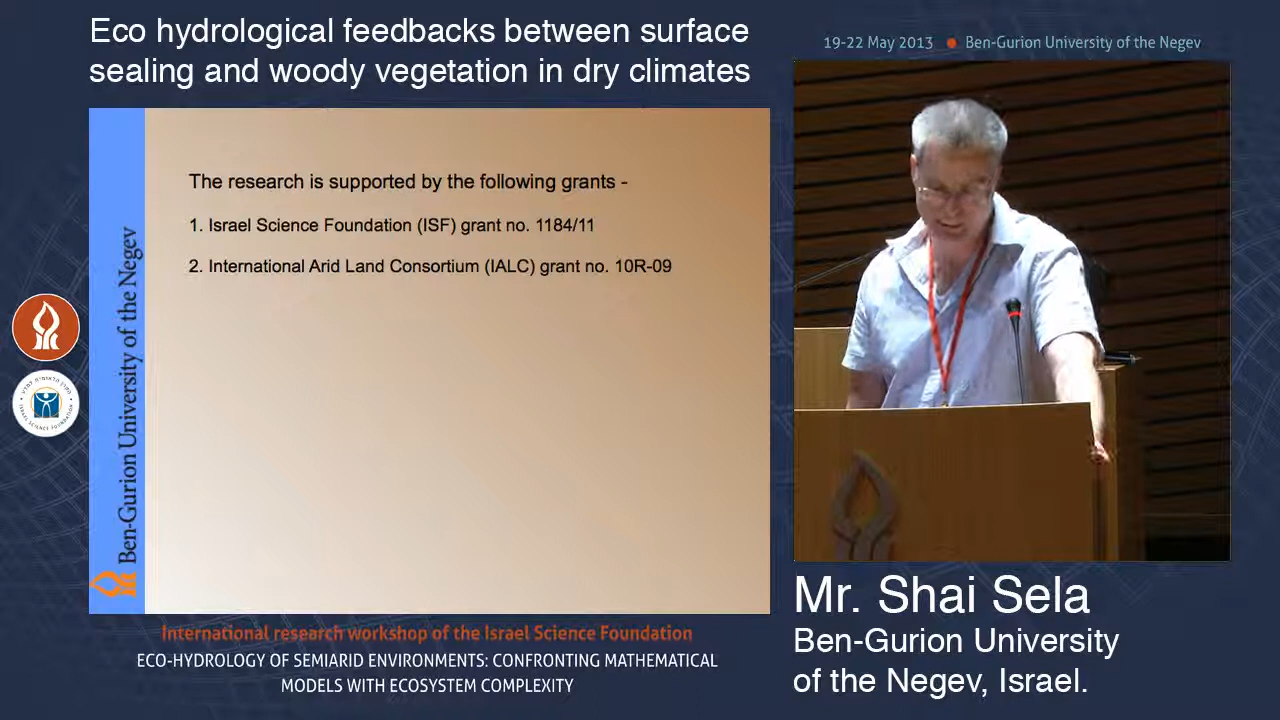 Eco hydrological feedbacks between surface
sealing and woody vegetation in dry climates
19-22 May 2013 ● Ben-Gurion University of the Negev
The research is supported by the following grants -
1. Israel Science Foundation (ISF) grant no. 1184/11
2. International Arid Land Consortium (IALC) grant no. 10R-09
Ben-Gurion University of the Negev
International research workshop of the Israel Science Foundation
ECO-HYDROLOGY OF SEMIARID ENVIRONMENTS: CONFRONTING MATHEMATICAL
MODELS WITH ECOSYSTEM COMPLEXITY
Mr. Shai Sela
Ben-Gurion University
of the Negev, Israel.